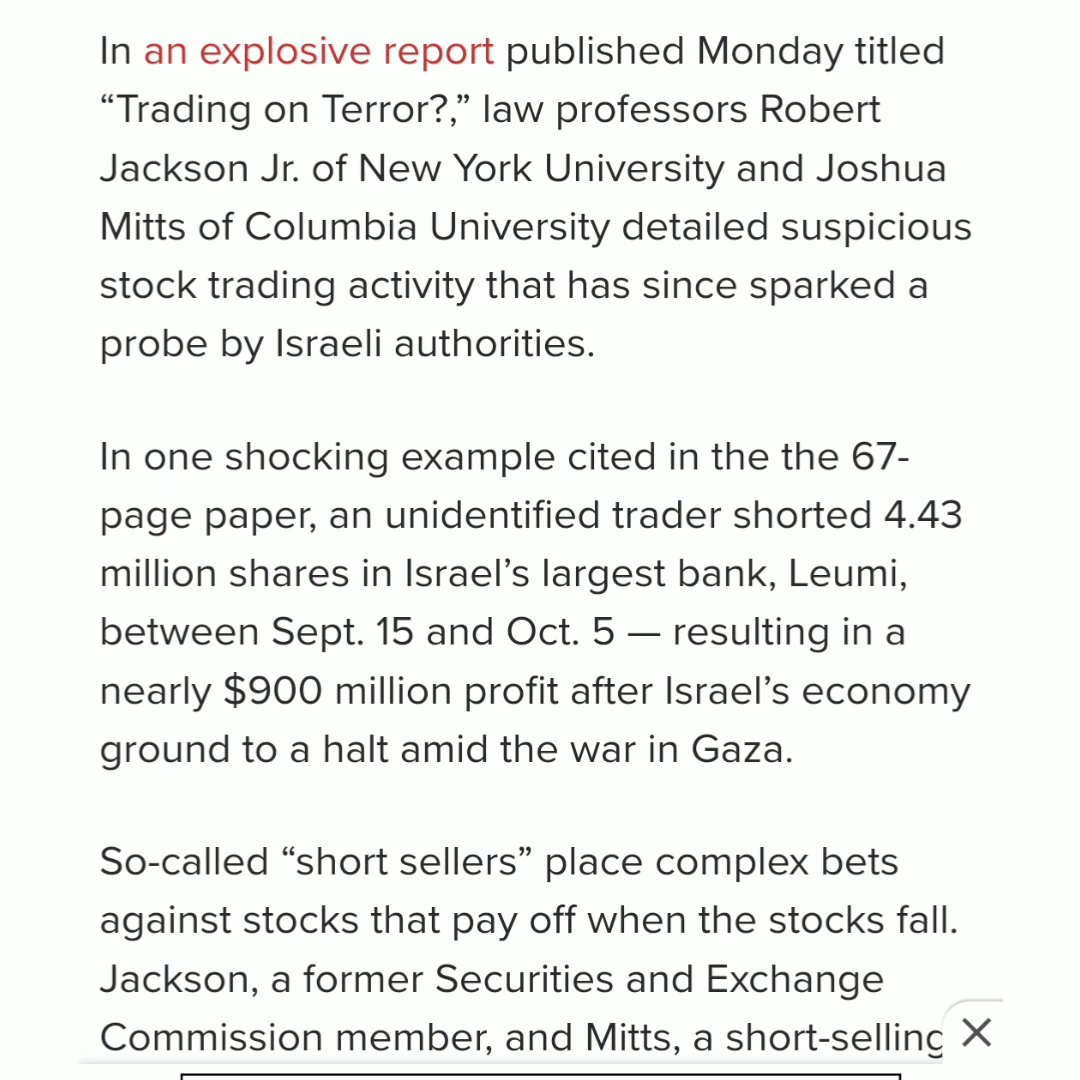 In an explosive report published Monday titled
“Trading on Terror?,” law professors Robert
Jackson Jr. of New York University and Joshua
Mitts of Columbia University detailed suspicious
stock trading activity that has since sparked a
probe by Israeli authorities.
In one shocking example cited in the the 67-
page paper, an unidentified trader shorted 4.43
million shares in Israel’s largest bank, Leumi,
between Sept. 15 and Oct. 5 — resulting in a
nearly $900 million profit after Israel’s economy
ground to a halt amid the war in Gaza.
So-called “short sellers” place complex bets
against stocks that pay off when the stocks fall.
Jackson, a former Securities and Exchange
Commission member, and Mitts, a short-selling